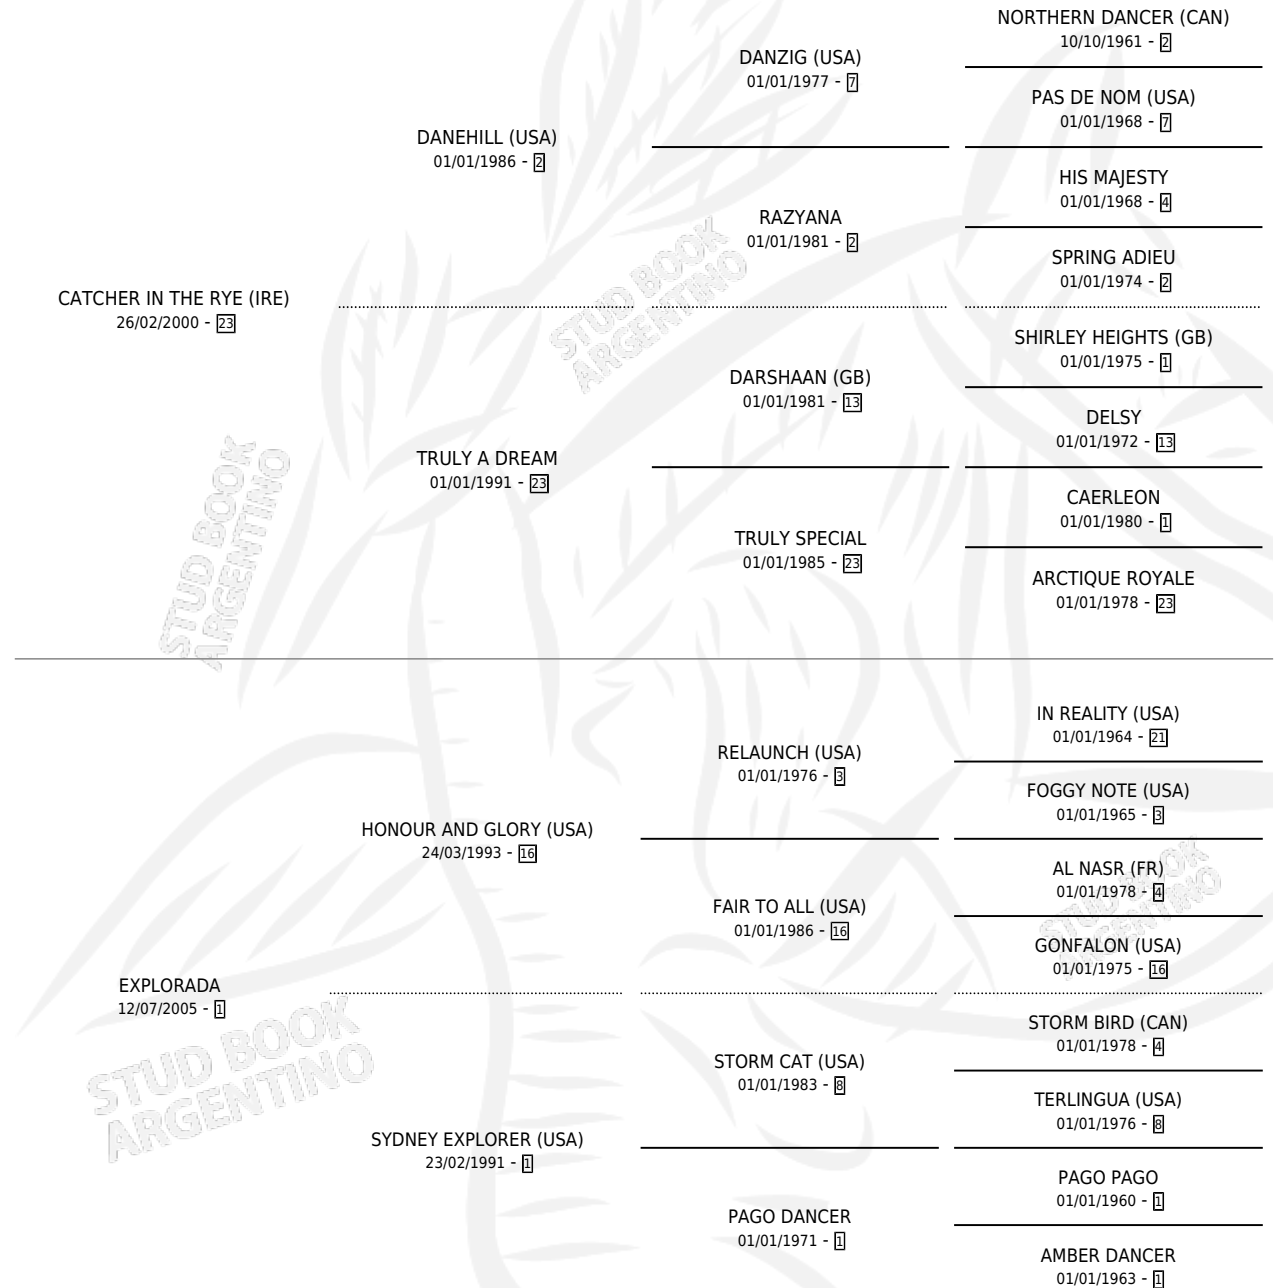 NORTHERN DANCER (CAN)
10/10/1961 - 2
DANZIG (USA)
01/01/1977 - 7
PAS DE NOM (USA)
01/01/1968 - 7
DANEHILL (USA)
01/01/1986 - 2
HIS MAJESTY
01/01/1968 - 4
RAZYANA
01/01/1981 - 2
SPRING ADIEU
01/01/1974 - 2
CATCHER IN THE RYE (IRE)
26/02/2000 - 23
STUD BOOK
ARGENTINO
SHIRLEY HEIGHTS (GB)
01/01/1975 - 1
DARSHAAN (GB)
01/01/1981 - 13
DELSY
01/01/1972 - 13
TRULY A DREAM
01/01/1991 - 23
CAERLEON
01/01/1980 - 1
TRULY SPECIAL
01/01/1985 - 23
ARCTIQUE ROYALE
01/01/1978 - 23
STUD BOOK
ARGENTINO
IN REALITY (USA)
01/01/1964 - 21
RELAUNCH (USA)
01/01/1976 - 3
FOGGY NOTE (USA)
01/01/1965 - 3
HONOUR AND GLORY (USA)
24/03/1993 - 16
AL NASR (FR)
01/01/1978 - 4
FAIR TO ALL (USA)
01/01/1986 - 16
STUD BOOK
ARGENTINO
GONFALON (USA)
01/01/1975 - 16
EXPLORADA
12/07/2005 - 1
STORM BIRD (CAN)
01/01/1978 - 4
STORM CAT (USA)
01/01/1983 - 8
STUD BOOK
ARGENTINO
TERLINGUA (USA)
01/01/1976 - 8
SYDNEY EXPLORER (USA)
23/02/1991 - 1
PAGO PAGO
01/01/1960 - 1
PAGO DANCER
01/01/1971 - 1
AMBER DANCER
01/01/1963 - 1